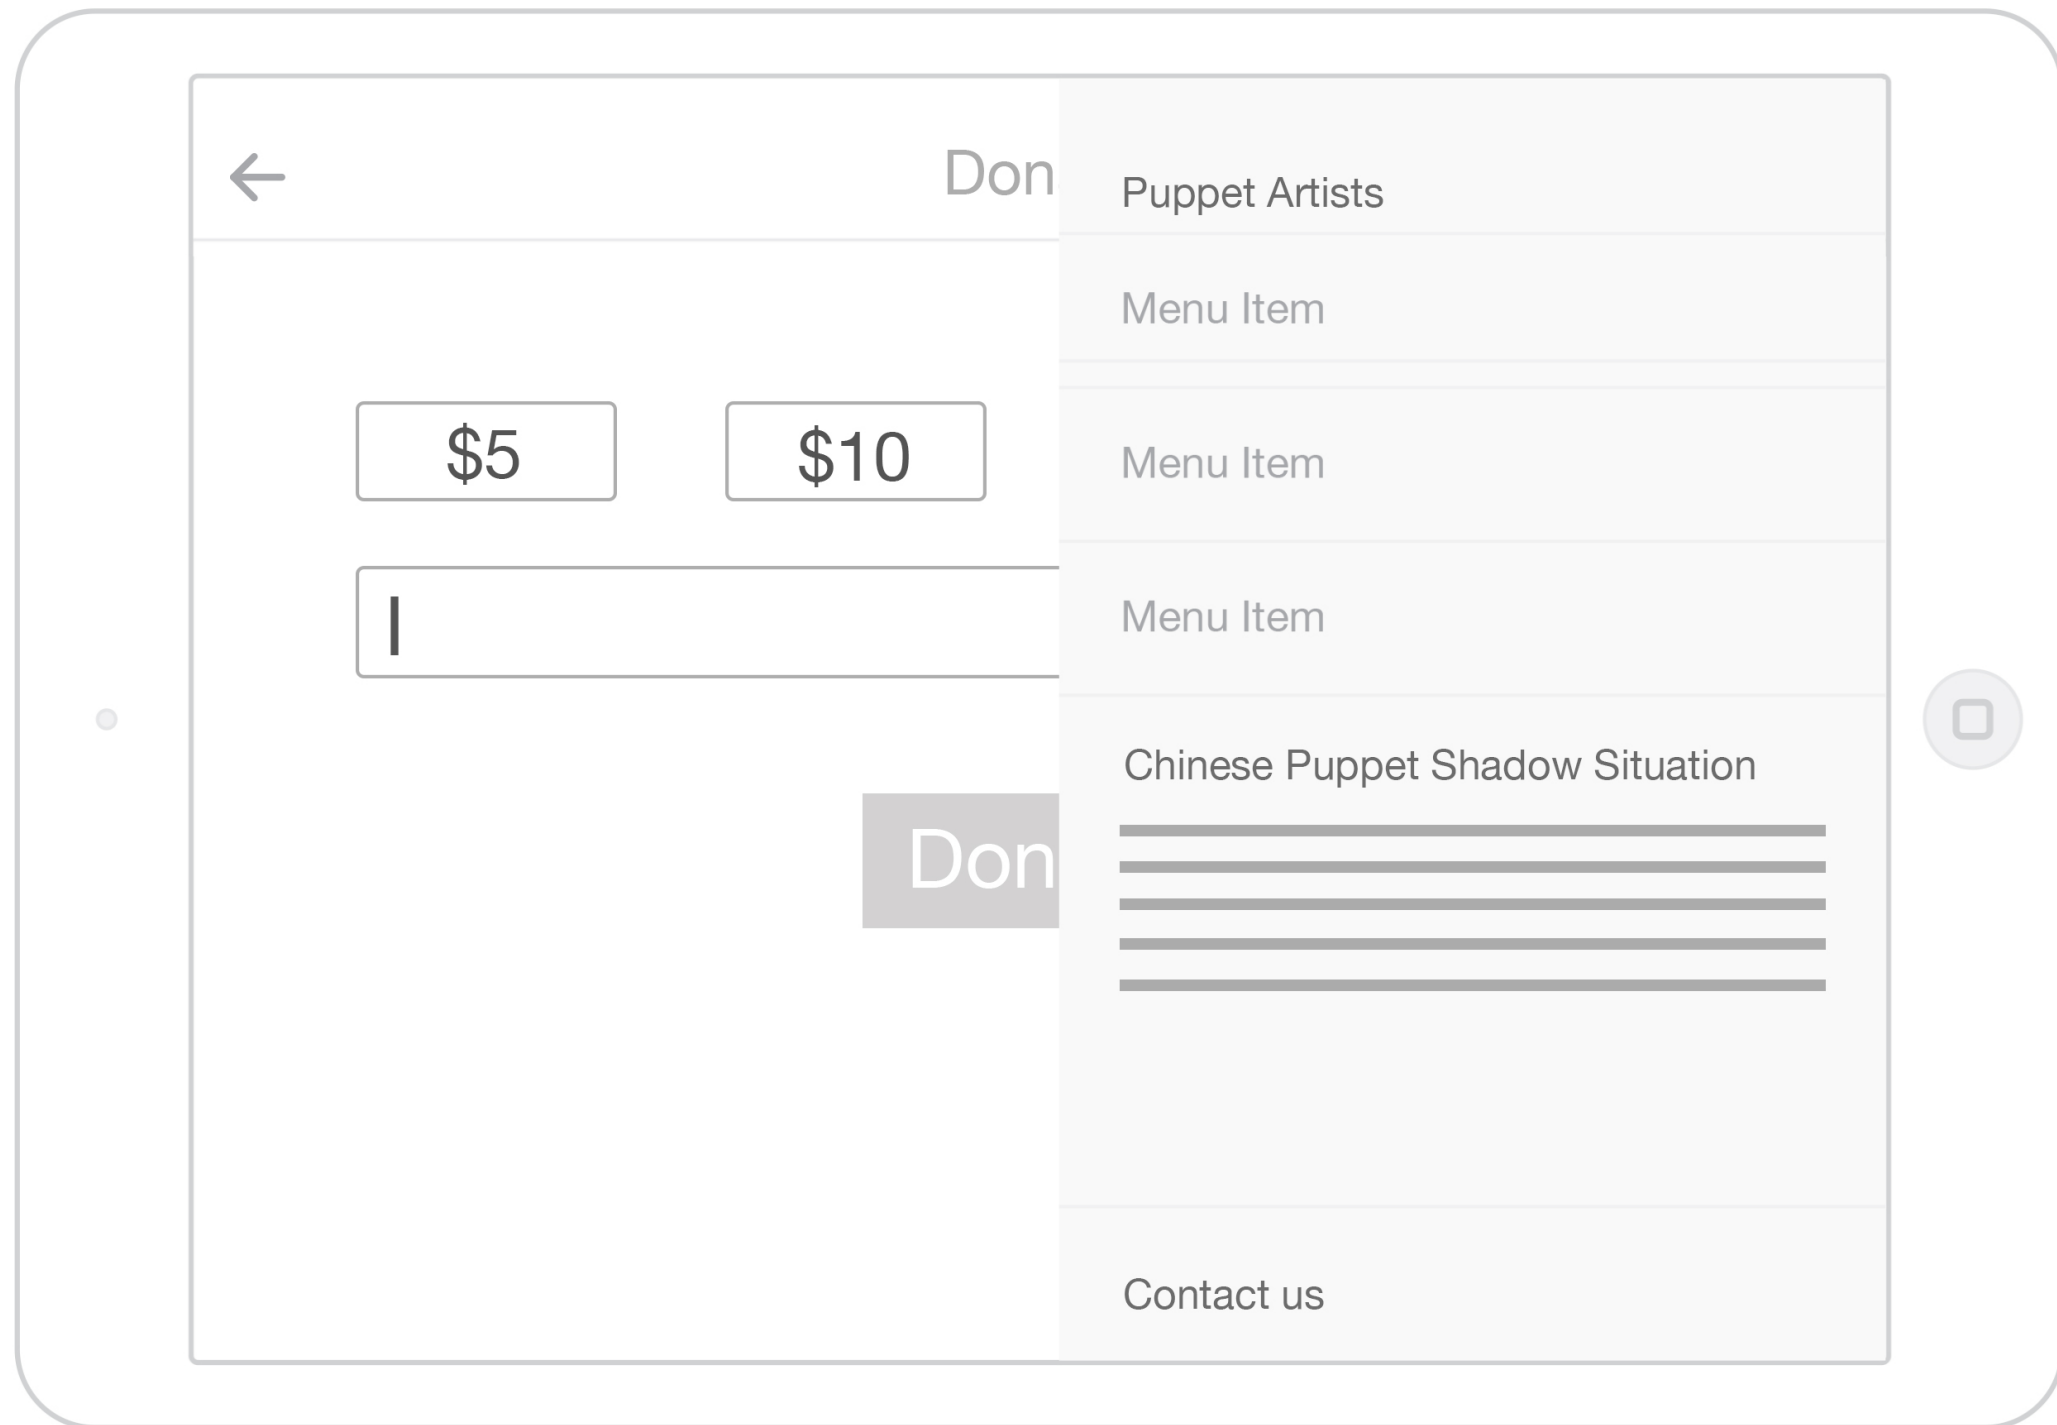 Don
$5
$10
Don
Puppet Artists
Menu Item
Menu Item
Menu Item
Chinese Puppet Shadow Situation
Contact us